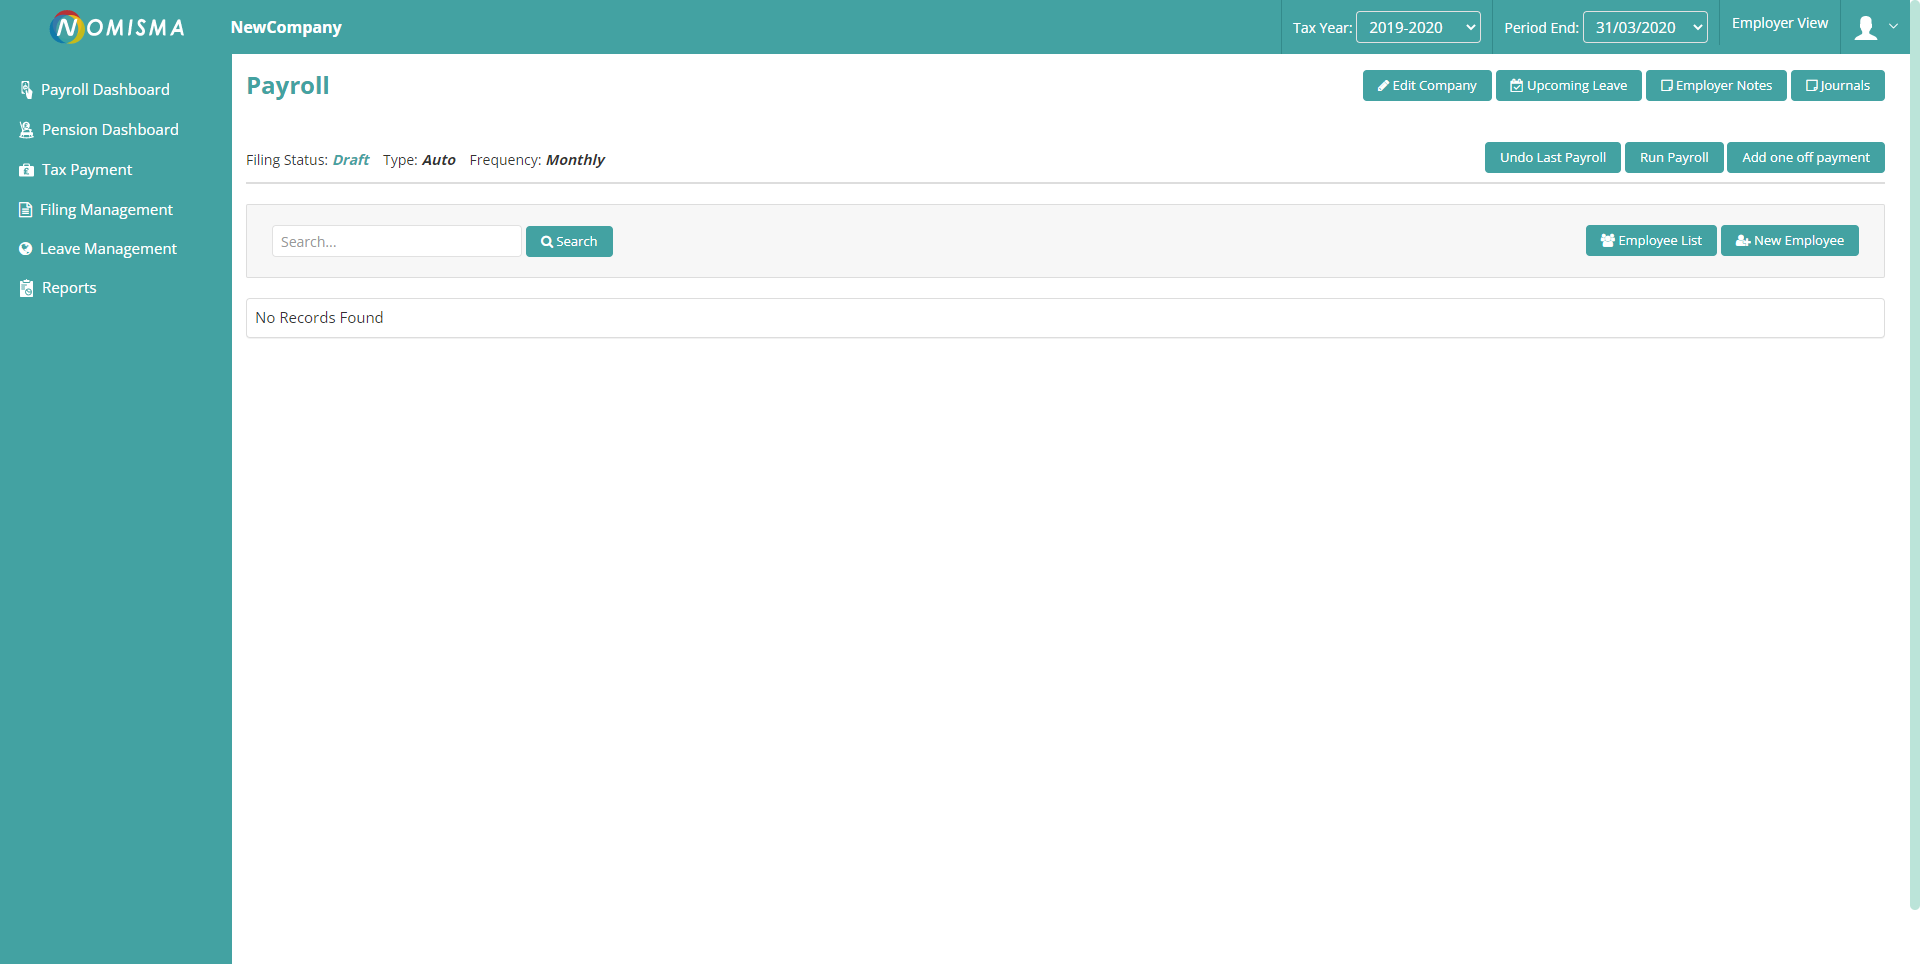 NOMISMA NewCompany Tax Year: 2019-2020 Period End: 31/03/2020 Employer View
Payroll Dashboard
Pension Dashboard
Tax Payment
Filing Management
Leave Management
Reports
Payroll Edit Company Upcoming Leave Employer Notes Journals
Filing Status: Draft Type: Auto Frequency: Monthly Undo Last Payroll Run Payroll Add one off payment
Search... Search Employee List New Employee
No Records Found